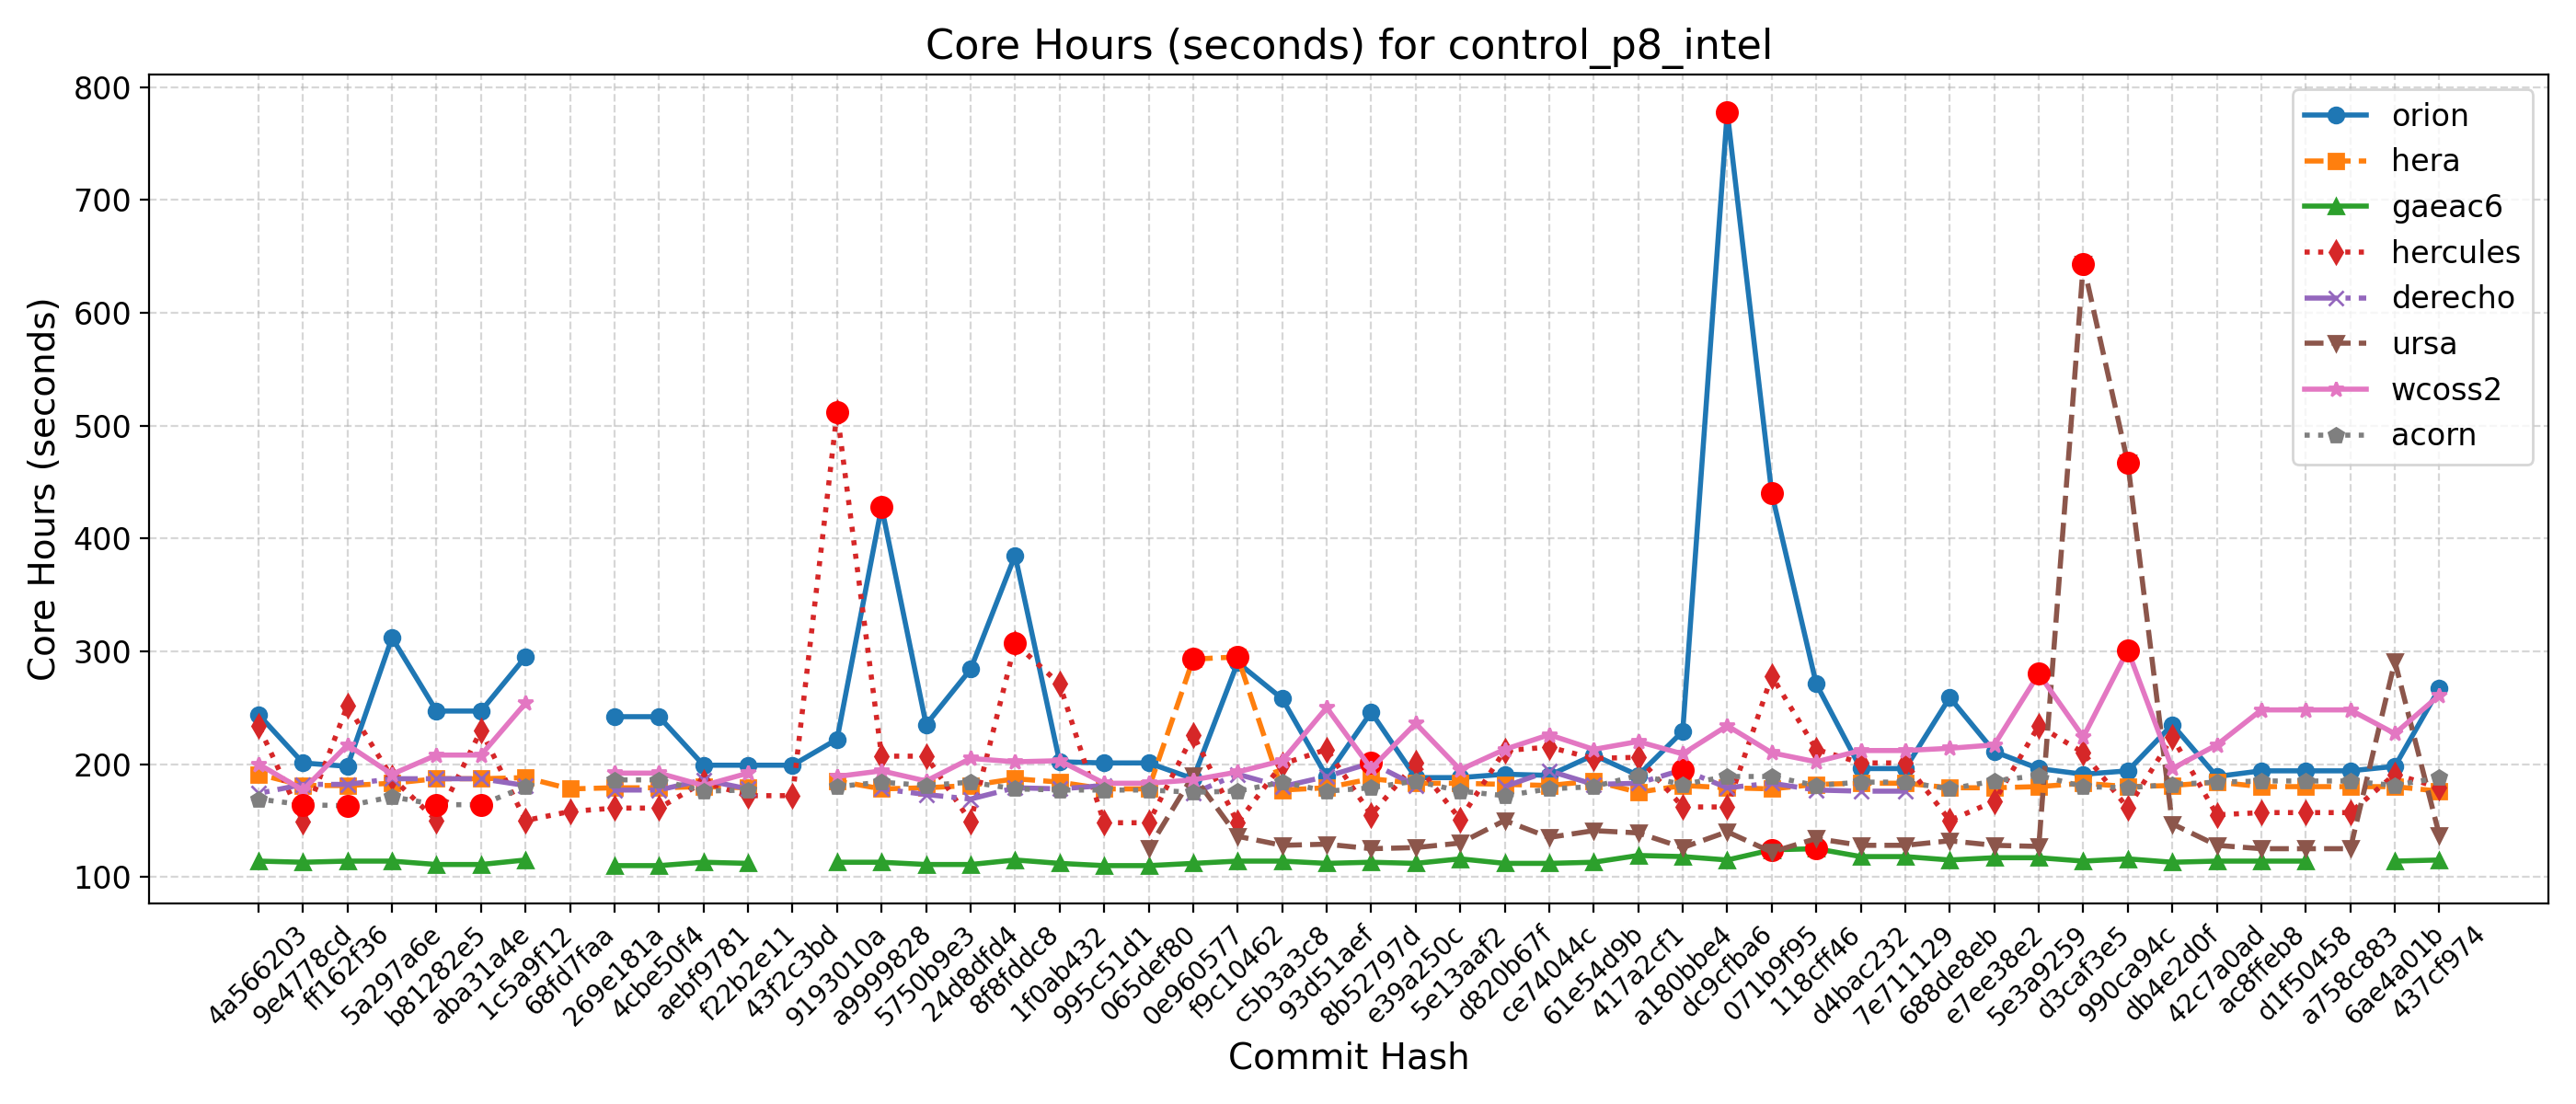 Core Hours (seconds) for control_p8_intel
Core Hours (seconds)
800
700
600
500
400
300
200
100
orion
hera
gaeac6
hercules
derecho
ursa
wcoss2
acorn
4a566203
9e4778cd
ff162f36
5a297a6e
b81282e5
aba31a4e
1c5a9f12
68fd7faa
269e181a
4cbe50f4
aebf9781
f22b2e11
43f2c3bd
9193010a
a9999828
5750b9e3
24d8dfd4
8f8fddc8
1f0ab432
995c51d1
065def80
0e960577
f9c10462
c5b3a3c8
93d51aef
8b52797d
e39a250c
5e13aaf2
d820b67f
ce74044c
61e54d9b
417a2cf1
a180bbe4
dc9cfba6
071b9f95
118cff46
d4bac232
7e711129
688de8eb
e7ee38e2
5e3a9259
d3caf3e5
990ca94c
db4e2d0f
42c7a0ad
ac8ffeb8
d1f50458
a758c883
6ae4a01b
437cf974
Commit Hash